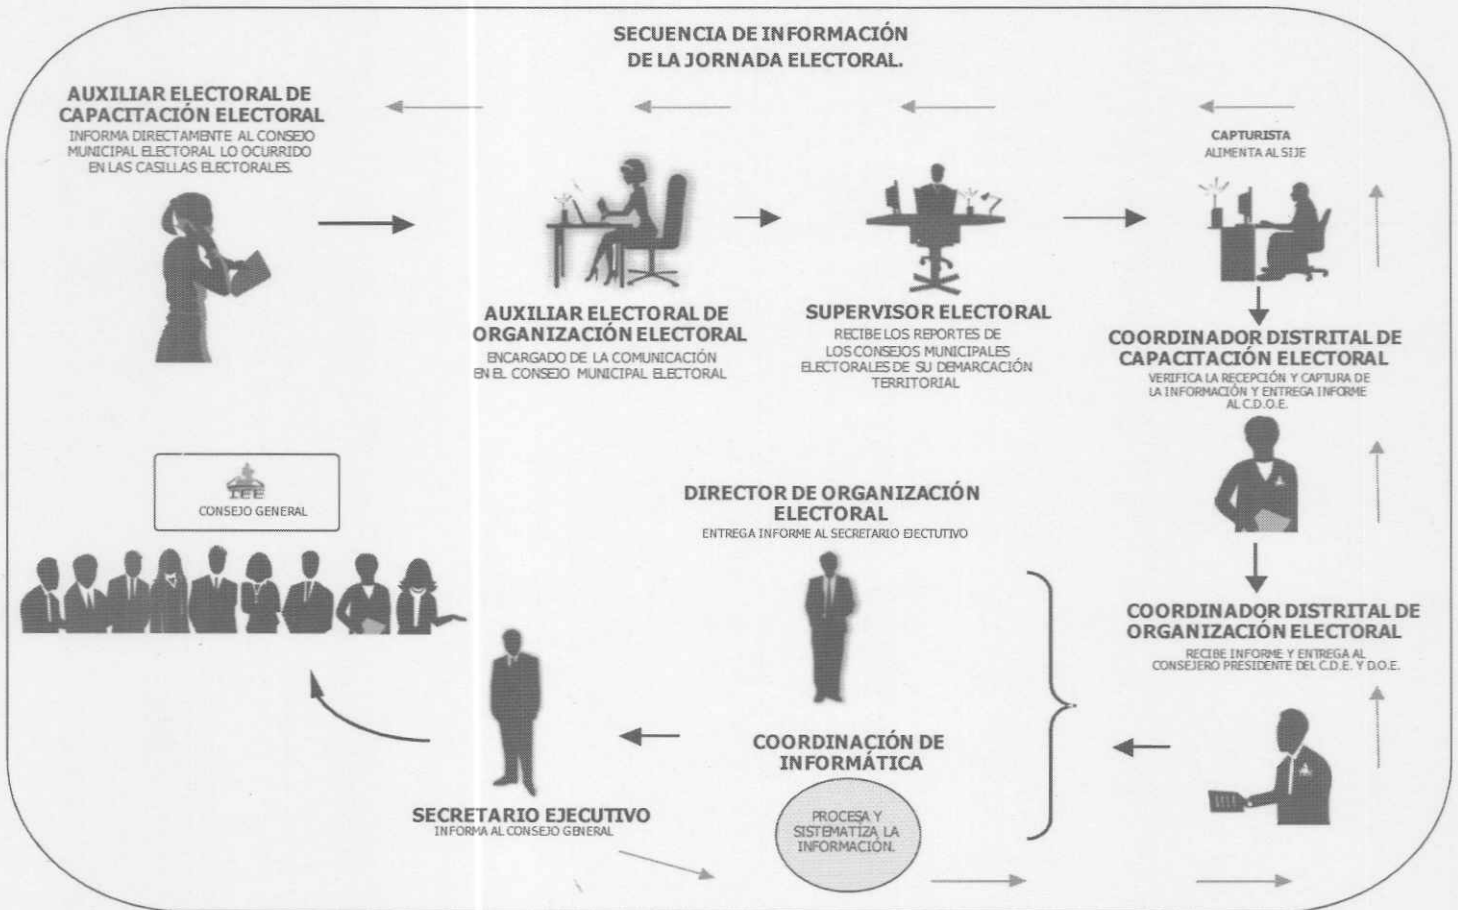 SECUENCIA DE INFORMACIÓN
DE LA JORNADA ELECTORAL.
AUXILIAR ELECTORAL DE
CAPACITACIÓN ELECTORAL
INFORMA DIRECTAMENTE AL CONSEJO
MUNICIPAL ELECTORAL LO OCURRIDO
EN LAS CASILLAS ELECTORALES.
AUXILIAR ELECTORAL DE
ORGANIZACIÓN ELECTORAL
ENCARGADO DE LA COMUNICACIÓN
EN EL CONSEJO MUNICIPAL ELECTORAL
SUPERVISOR ELECTORAL
RECIBE LOS REPORTES DE
LOS CONSEJOS MUNICIPALES
ELECTORALES DE SU DEMARCACIÓN
TERRITORIAL
CAPTURISTA
ALIMENTA AL SIJE
COORDINADOR DISTRITAL DE
CAPACITACIÓN ELECTORAL
VERIFICA LA RECEPCIÓN Y CAPTURA DE
LA INFORMACIÓN Y ENTREGA INFORME
AL C.D.O.E.
COORDINADOR DISTRITAL DE
ORGANIZACIÓN ELECTORAL
RECIBE INFORME Y ENTREGA AL
CONSEJERO PRESIDENTE DEL C.D.E. Y D.O.E.
DIRECTOR DE ORGANIZACIÓN
ELECTORAL
ENTREGA INFORME AL SECRETARIO EJECTUTIVO
COORDINACIÓN DE
INFORMÁTICA
PROCESA Y
SISTEMATIZA LA
INFORMACIÓN.
SECRETARIO EJECUTIVO
INFORMA AL CONSEJO GENERAL
IEE
CONSEJO GENERAL